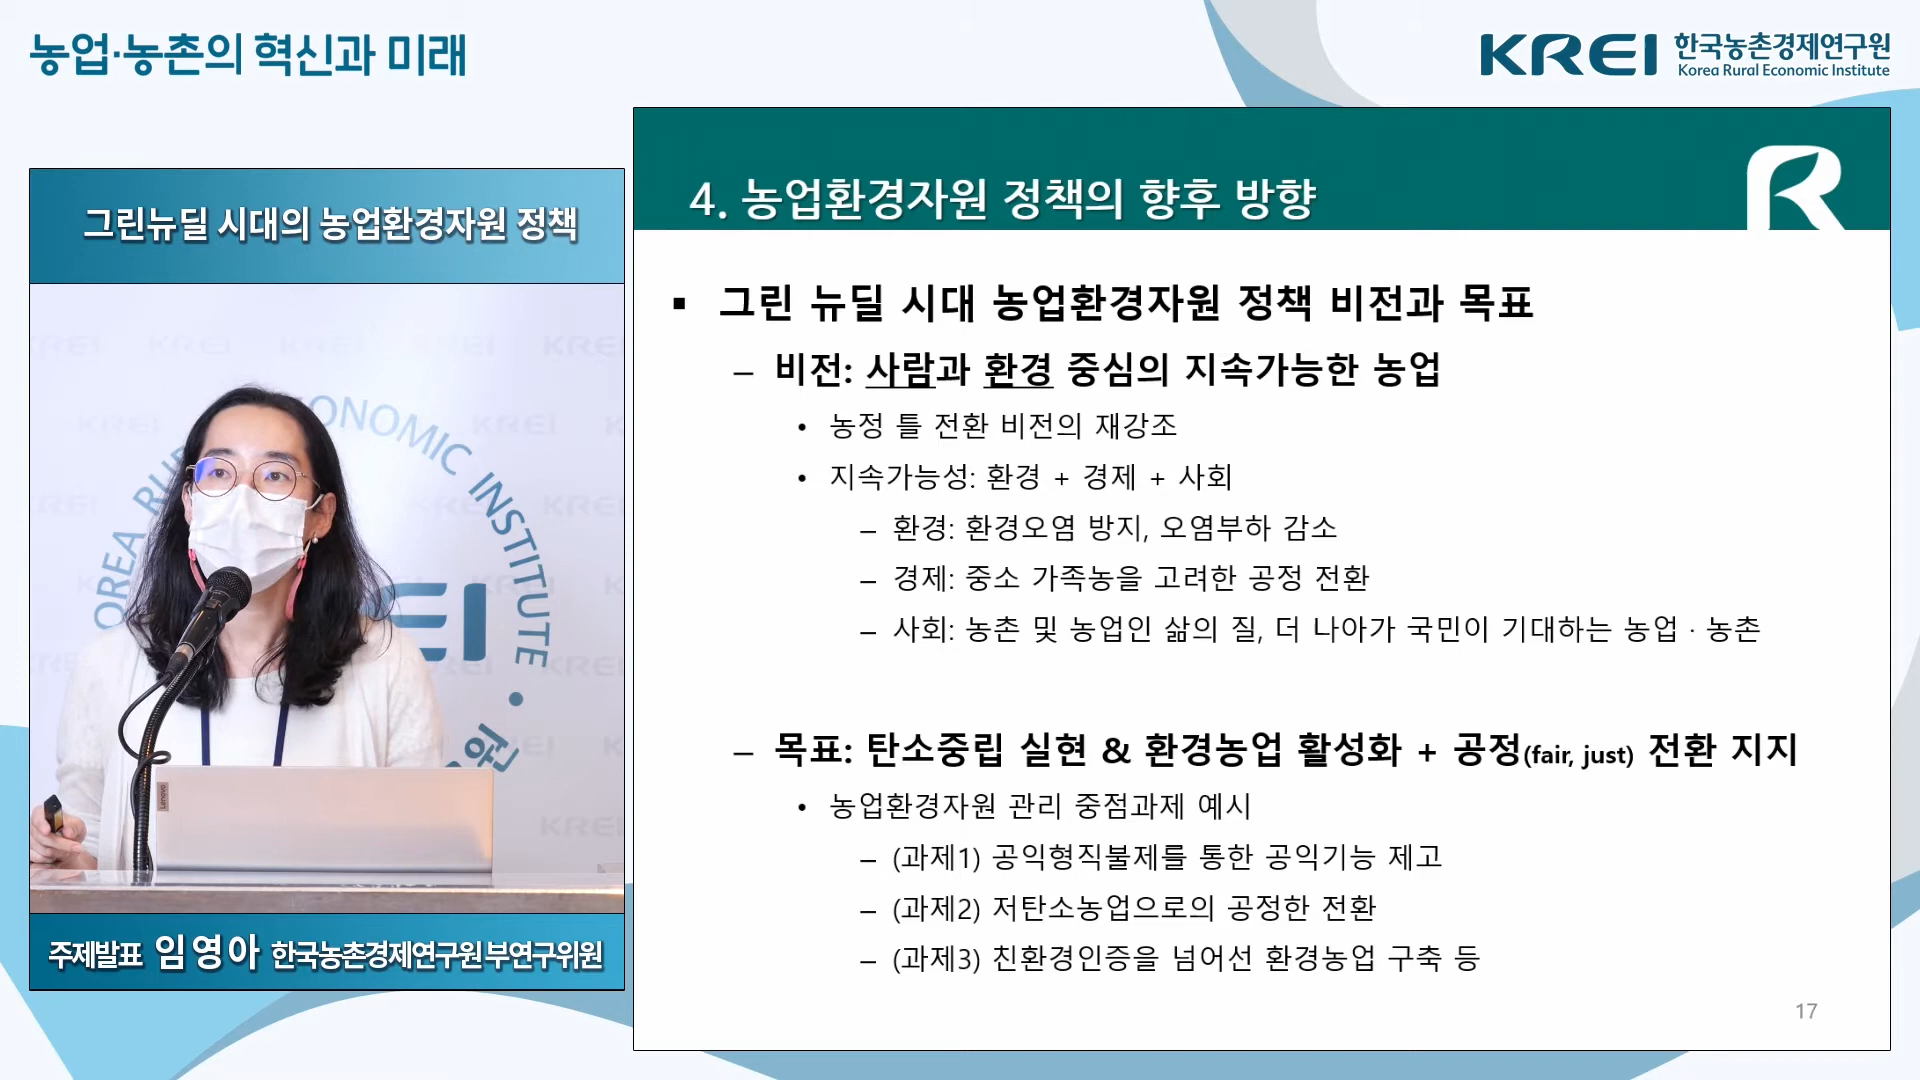 농업·농촌의 혁신과 미래
KREI 한국농촌경제연구원
Korea Rural Economic Institute
그린뉴딜 시대의 농업환경자원 정책
ONOMIC INSTITUTE
OREA RUR
KREI
Lenovo
주제발표 임영아 한국농촌경제연구원 부연구위원
4. 농업환경자원 정책의 향후 방향
▪ 그린 뉴딜 시대 농업환경자원 정책 비전과 목표
– 비전: 사람과 환경 중심의 지속가능한 농업
• 농정 틀 전환 비전의 재강조
• 지속가능성: 환경 + 경제 + 사회
– 환경: 환경오염 방지, 오염부하 감소
– 경제: 중소 가족농을 고려한 공정 전환
– 사회: 농촌 및 농업인 삶의 질, 더 나아가 국민이 기대하는 농업 · 농촌
– 목표: 탄소중립 실현 & 환경농업 활성화 + 공정(fair, just) 전환 지지
• 농업환경자원 관리 중점과제 예시
– (과제1) 공익형직불제를 통한 공익기능 제고
– (과제2) 저탄소농업으로의 공정한 전환
– (과제3) 친환경인증을 넘어선 환경농업 구축 등
17